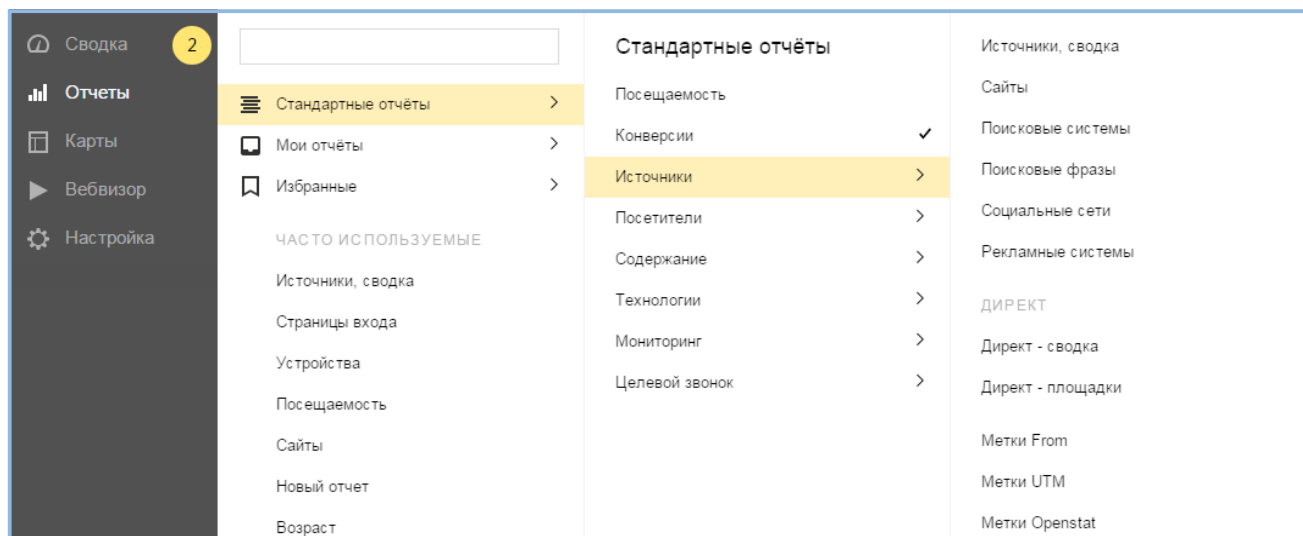 Сводка
2
Отчеты
Карты
Вебвизор
Настройка
Стандартные отчёты
Мои отчёты
Избранные
ЧАСТО ИСПОЛЬЗУЕМЫЕ
Источники, сводка
Страницы входа
Устройства
Посещаемость
Сайты
Новый отчет
Возраст
Стандартные отчёты
Посещаемость
Конверсии
Источники
Посетители
Содержание
Технологии
Мониторинг
Целевой звонок
Источники, сводка
Сайты
Поисковые системы
Поисковые фразы
Социальные сети
Рекламные системы
ДИРЕКТ
Директ - сводка
Директ - площадки
Метки From
Метки UTM
Метки Openstat